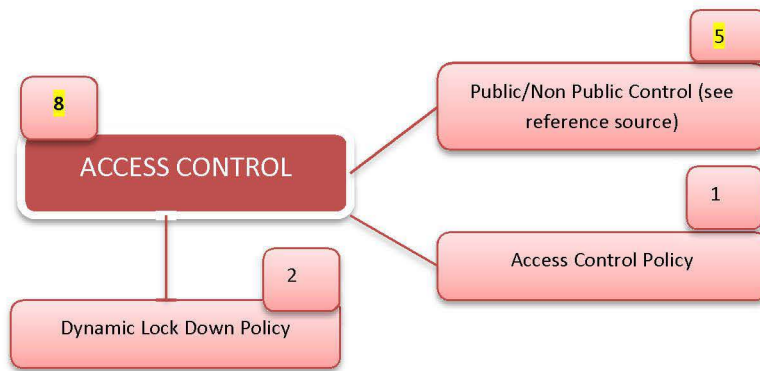 8
ACCESS CONTROL
5
Public/Non Public Control (see
reference source)
1
Access Control Policy
2
Dynamic Lock Down Policy